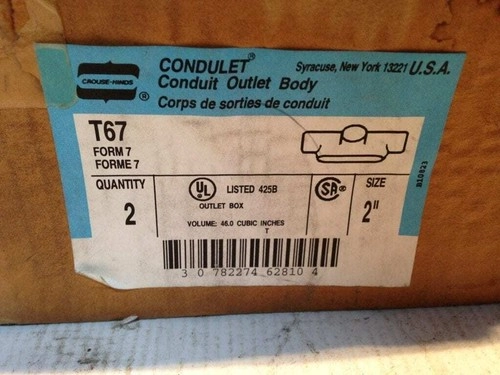 CROUSE-HINDS
®
CONDULET®
Syracuse, New York 13221 U.S.A.
Conduit Outlet Body
Corps de sorties de conduit
T67
FORM 7
FORME 7
QUANTITY
2
UL
®
LISTED 425B
OUTLET BOX
VOLUME: 46.0 CUBIC INCHES
T
SA®
SIZE
2"
3 0 782274 62810 4